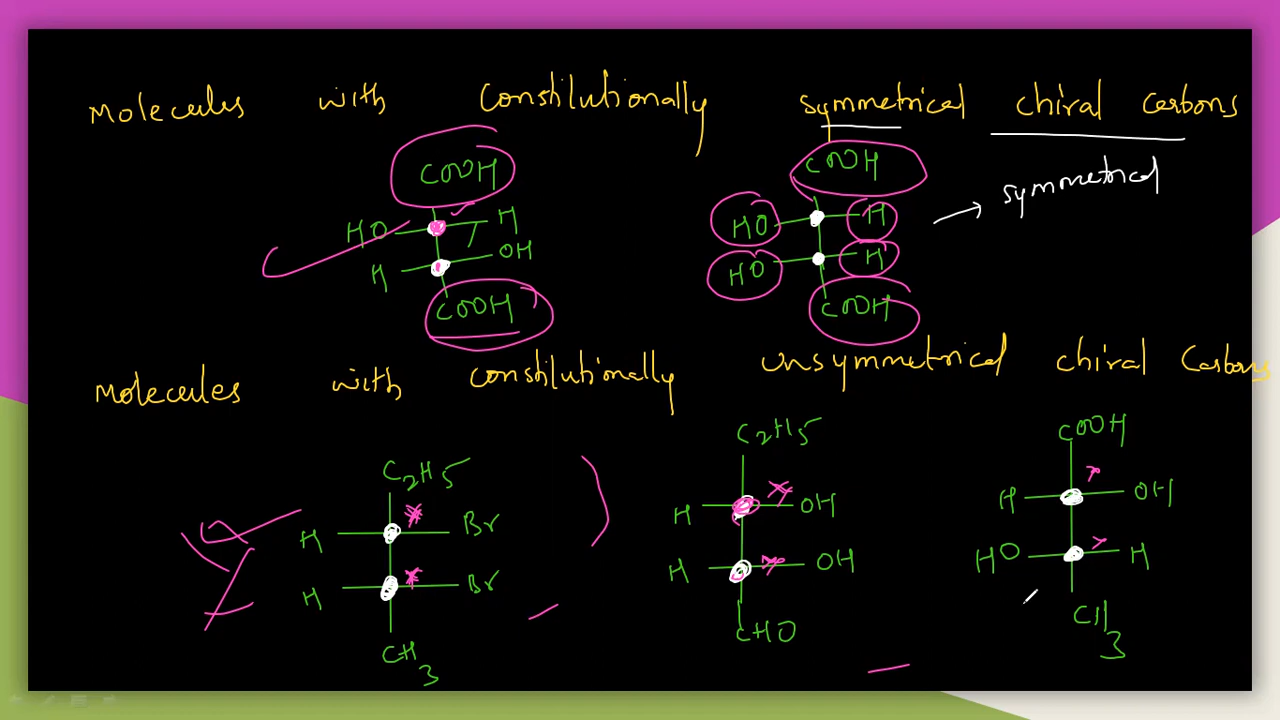 Molecules with constitutionally symmetrical chiral carbons
COOH COOH
symmetrical
HO H HO H
H OH HO H
COOH COOH
Molecules with constitutionally unsymmetrical chiral carbons
C2H5 C2H5 COOH
H Br H OH H OH
H Br H OH HO H
CH3 CHO CH3